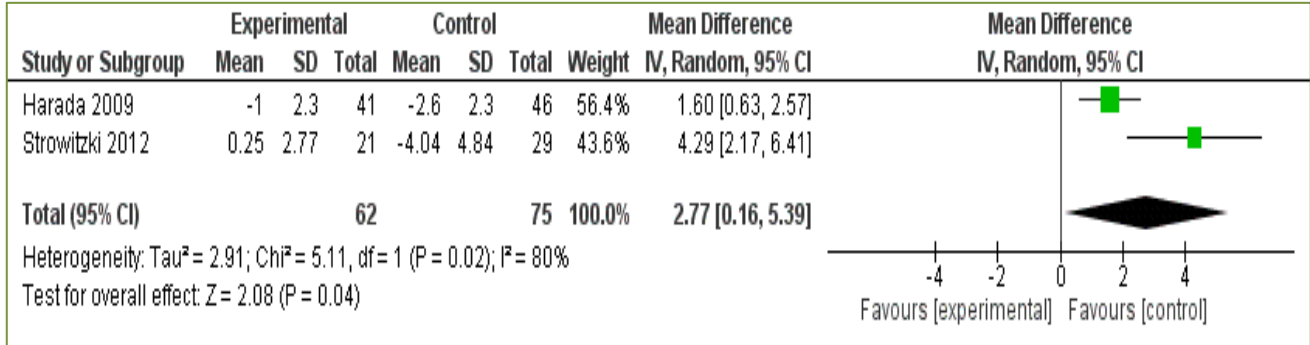 Experimental Control Mean Difference Mean Difference
Study or Subgroup Mean SD Total Mean SD Total Weight IV, Random, 95% CI IV, Random, 95% CI
Harada 2009 -1 2.3 41 -2.6 2.3 46 56.4% 1.60 [0.63, 2.57]
Strowitzki 2012 0.25 2.77 21 -4.04 4.84 29 43.6% 4.29 [2.17, 6.41]
Total (95% CI) 62 75 100.0% 2.77 [0.16, 5.39]
Heterogeneity: Tau² = 2.91; Chi² = 5.11, df = 1 (P = 0.02); I² = 80%
Test for overall effect: Z = 2.08 (P = 0.04)
-4 -2 0 2 4
Favours [experimental] Favours [control]